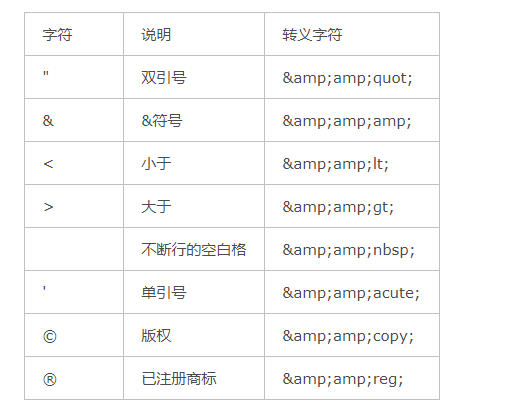 字符 说明 转义字符
" 双引号 &amp;amp;quot;
& &符号 &amp;amp;amp;
< 小于 &amp;amp;lt;
> 大于 &amp;amp;gt;
不断行的空白格 &amp;amp;nbsp;
' 单引号 &amp;amp;acute;
© 版权 &amp;amp;copy;
® 已注册商标 &amp;amp;reg;